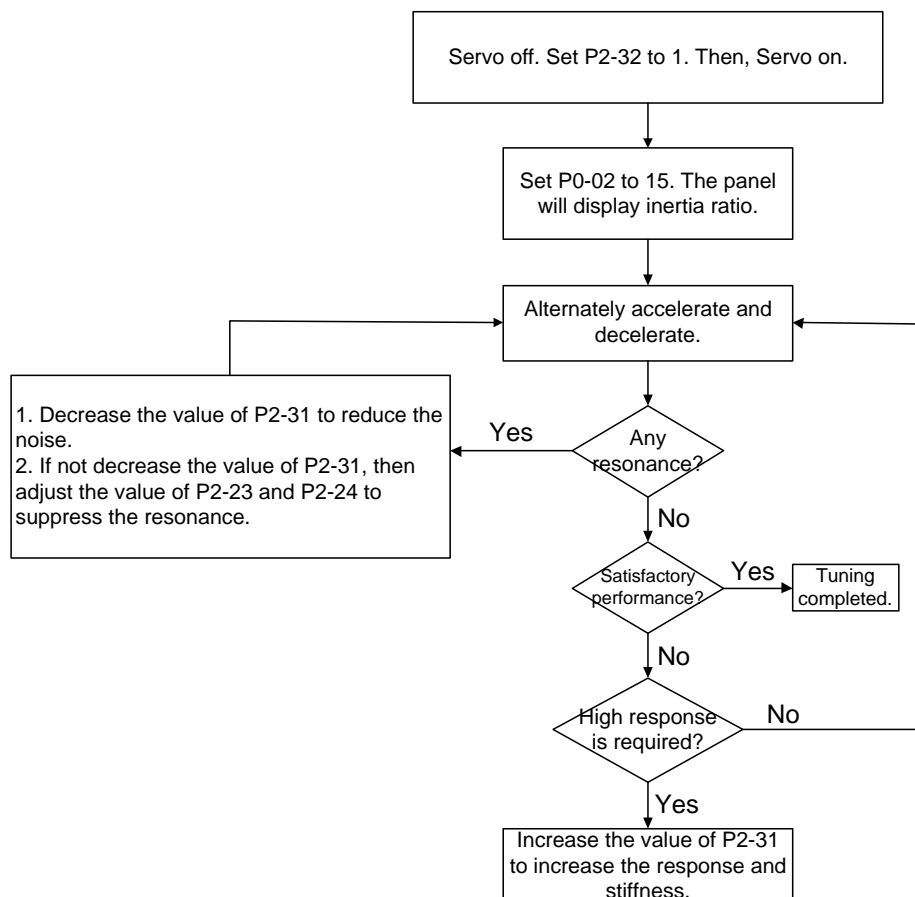 Servo off. Set P2-32 to 1. Then, Servo on.
Set P0-02 to 15. The panel
will display inertia ratio.
Alternately accelerate and
decelerate.
1. Decrease the value of P2-31 to reduce the
noise.
2. If not decrease the value of P2-31, then
adjust the value of P2-23 and P2-24 to
suppress the resonance.
Yes
Any
resonance?
No
Satisfactory
performance?
Yes
Tuning
completed.
No
High response
is required?
No
Yes
Increase the value of P2-31
to increase the response and
stiffness.